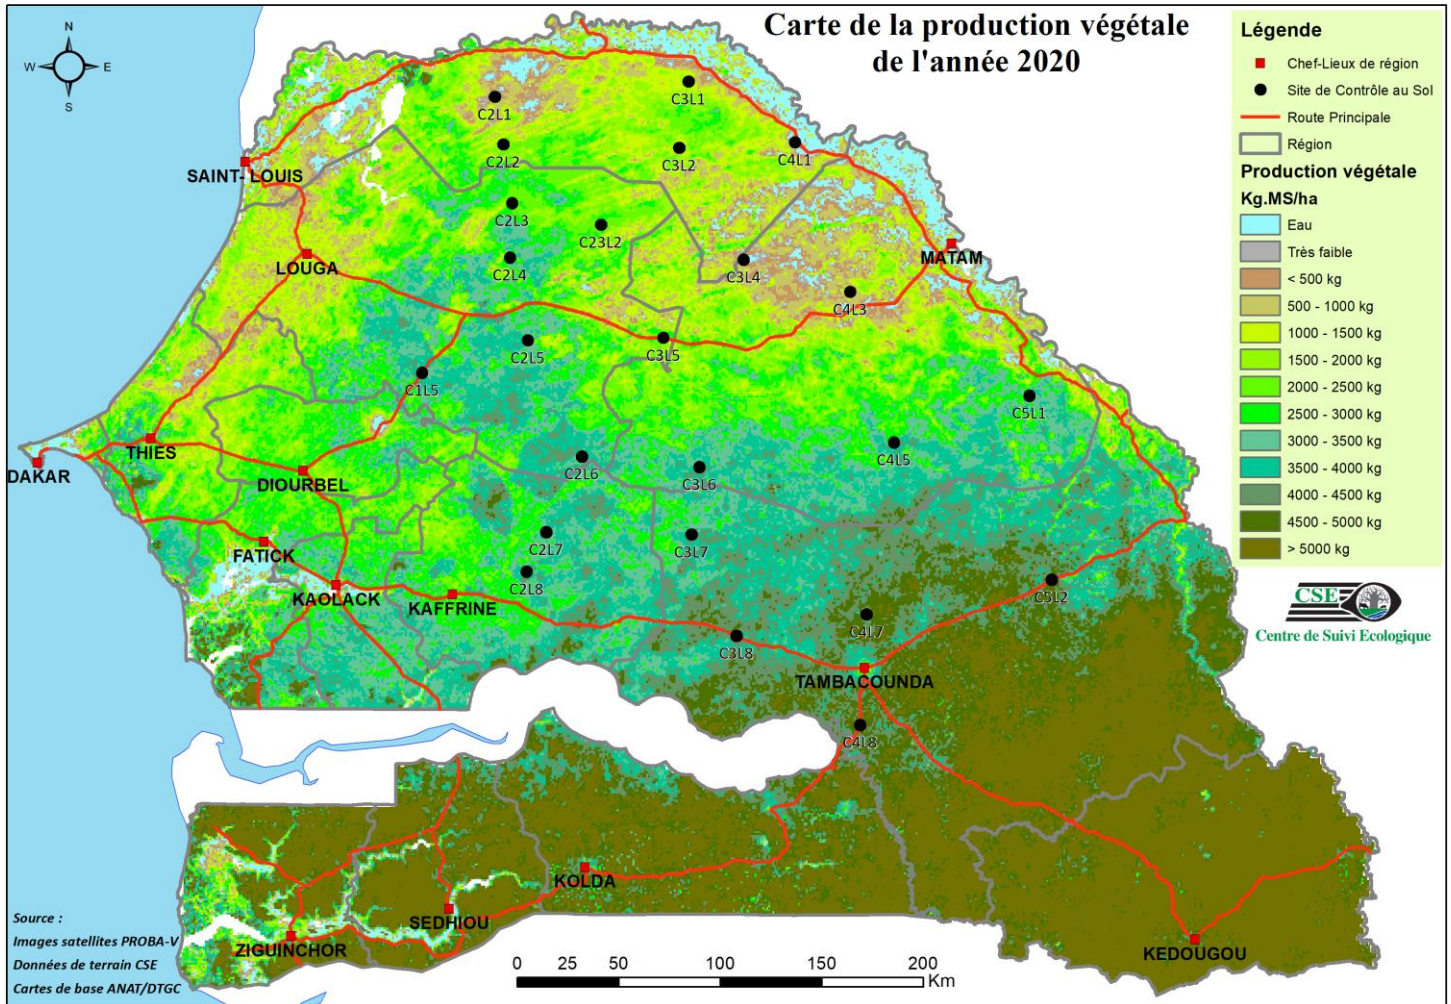 Carte de la production végétale
de l'année 2020
N
W
E
S
C2L1
C3L1
C2L2
C3L2
C4L1
SAINT- LOUIS
C2L3
C23L2
LOUGA
C2L4
C3L4
MATAM
C4L3
C2L5
C3L5
C1L5
C5L1
THIES
C4L5
DAKAR
DIOURBEL
C2L6
C3L6
FATICK
C2L7
C3L7
KAOLACK
KAFFRINE
C2L8
C5L2
C4L7
C3L8
TAMBACOUNDA
C4L8
KOLDA
SEDHIOU
ZIGUINCHOR
KEDOUGOU
Légende
Chef-Lieux de région
Site de Contrôle au Sol
Route Principale
Région
Production végétale
Kg.MS/ha
Eau
Très faible
< 500 kg
500 - 1000 kg
1000 - 1500 kg
1500 - 2000 kg
2000 - 2500 kg
2500 - 3000 kg
3000 - 3500 kg
3500 - 4000 kg
4000 - 4500 kg
4500 - 5000 kg
> 5000 kg
CSE
Centre de Suivi Ecologique
Source :
Images satellites PROBA-V
Données de terrain CSE
Cartes de base ANAT/DTGC
0 25 50 100 150 200
Km